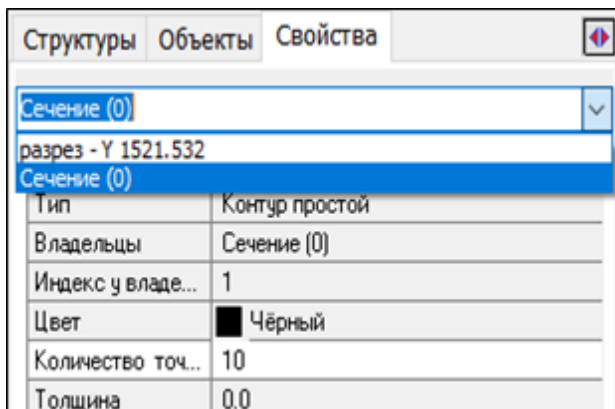 Структуры Объекты Свойства
Сечение (0)
разрез - Y 1521.532
Сечение (0)
Тип Контур простой
Владельцы Сечение (0)
Индекс у владе... 1
Цвет Чёрный
Количество точ... 10
Толщина 0.0